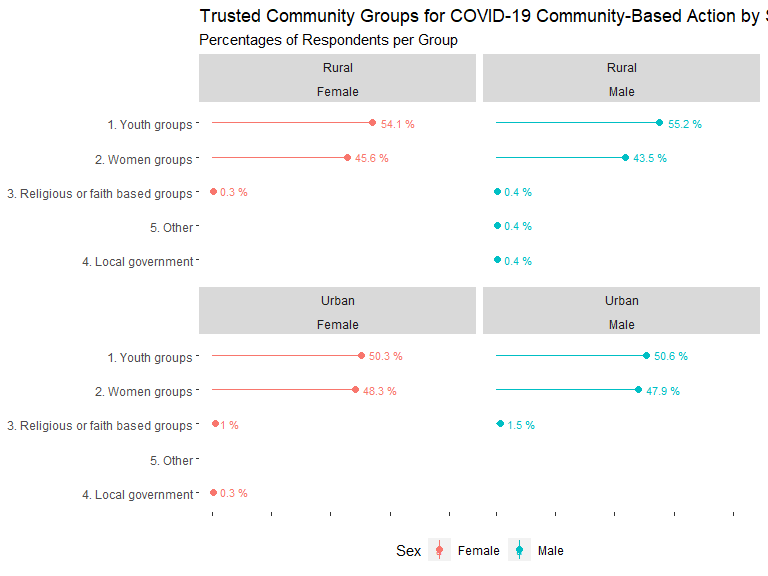 Trusted Community Groups for COVID-19 Community-Based Action by S
Percentages of Respondents per Group
Rural
Female
Rural
Male
1. Youth groups
54.1 %
55.2 %
2. Women groups
45.6 %
43.5 %
3. Religious or faith based groups
0.3 %
0.4 %
5. Other
0.4 %
4. Local government
0.4 %
Urban
Female
Urban
Male
1. Youth groups
50.3 %
50.6 %
2. Women groups
48.3 %
47.9 %
3. Religious or faith based groups
1 %
1.5 %
5. Other
4. Local government
0.3 %
Sex
Female
Male